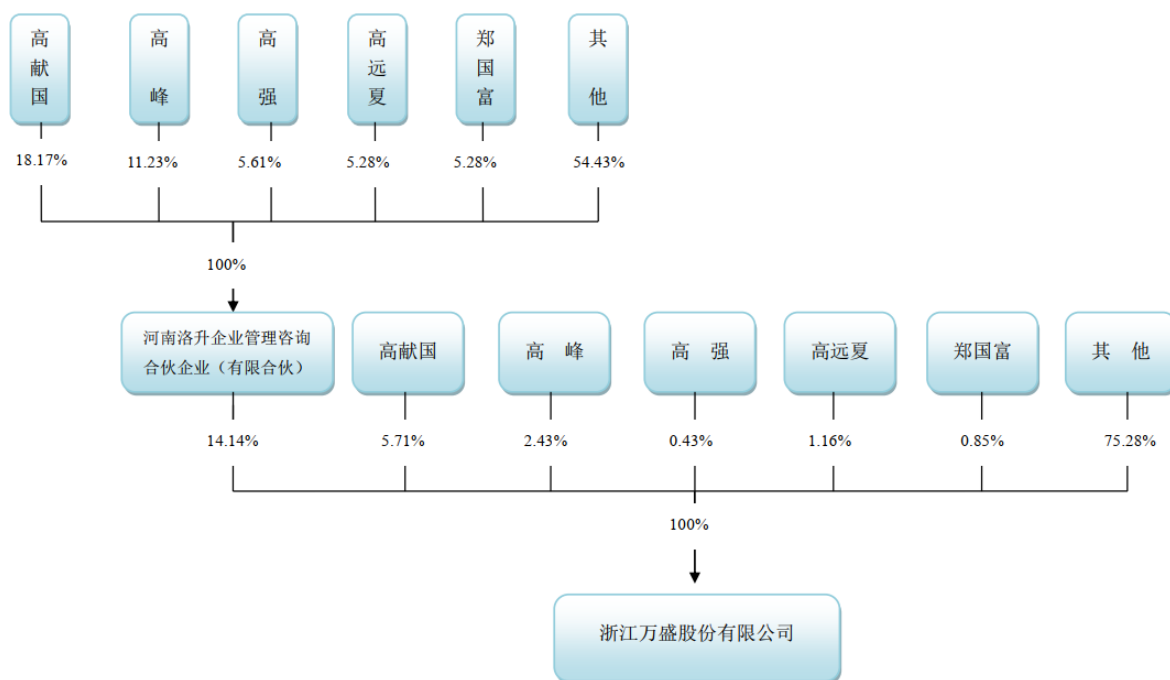 高献国
高峰
高强
高远夏
郑国富
其他
18.17%
11.23%
5.61%
5.28%
5.28%
54.43%
100%
河南洛升企业管理咨询
合伙企业（有限合伙）
高献国
高 峰
高 强
高远夏
郑国富
其 他
14.14%
5.71%
2.43%
0.43%
1.16%
0.85%
75.28%
100%
浙江万盛股份有限公司